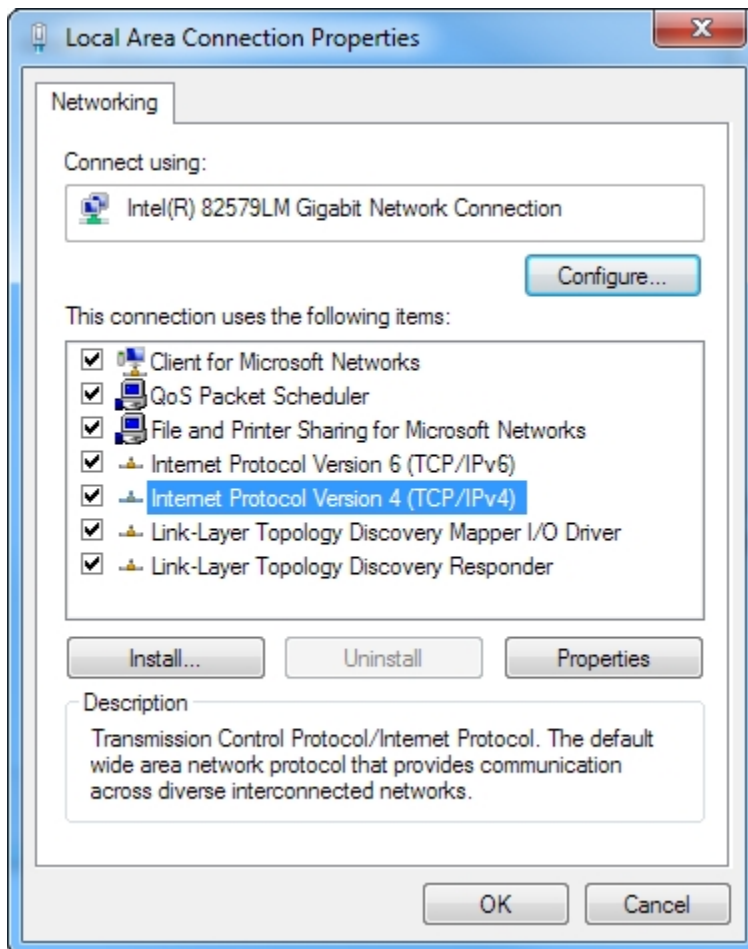 Local Area Connection Properties
Networking
Connect using:
Intel(R) 82579LM Gigabit Network Connection
Configure...
This connection uses the following items:
Client for Microsoft Networks
QoS Packet Scheduler
File and Printer Sharing for Microsoft Networks
Internet Protocol Version 6 (TCP/IPv6)
Internet Protocol Version 4 (TCP/IPv4)
Link-Layer Topology Discovery Mapper I/O Driver
Link-Layer Topology Discovery Responder
Install... Uninstall Properties
Description
Transmission Control Protocol/Internet Protocol. The default
wide area network protocol that provides communication
across diverse interconnected networks.
OK Cancel